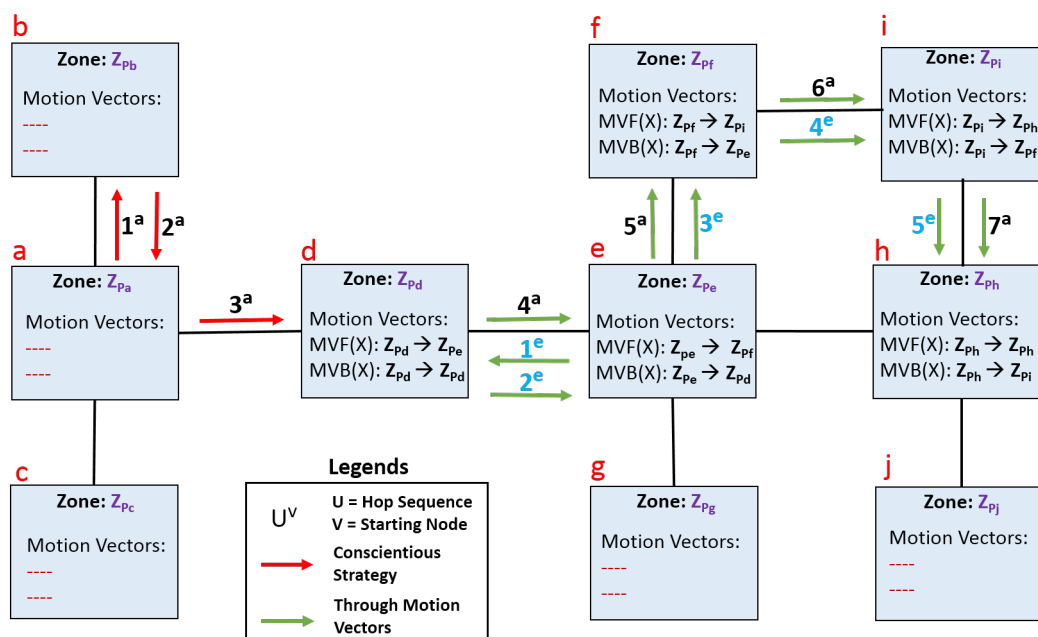 b
Zone: Z_Pb
Motion Vectors:
----
----
f
Zone: Z_Pf
Motion Vectors:
MVF(X): Z_Pf → Z_Pi
MVB(X): Z_Pf → Z_Pe
6^a
4^e
i
Zone: Z_Pi
Motion Vectors:
MVF(X): Z_Pi → Z_Ph
MVB(X): Z_Pi → Z_Pf
1^a
2^a
5^a
3^e
5^e
7^a
a
Zone: Z_Pa
Motion Vectors:
----
----
3^a
d
Zone: Z_Pd
Motion Vectors:
MVF(X): Z_Pd → Z_Pe
MVB(X): Z_Pd → Z_Pd
4^a
1^e
2^e
e
Zone: Z_Pe
Motion Vectors:
MVF(X): Z_pe → Z_Pf
MVB(X): Z_Pe → Z_Pd
h
Zone: Z_Ph
Motion Vectors:
MVF(X): Z_Ph → Z_Ph
MVB(X): Z_Ph → Z_Pi
c
Zone: Z_Pc
Motion Vectors:
----
----
Legends
U^V
U = Hop Sequence
V = Starting Node
Conscientious
Strategy
Through Motion
Vectors
g
Zone: Z_Pg
Motion Vectors:
----
----
j
Zone: Z_Pj
Motion Vectors:
----
----